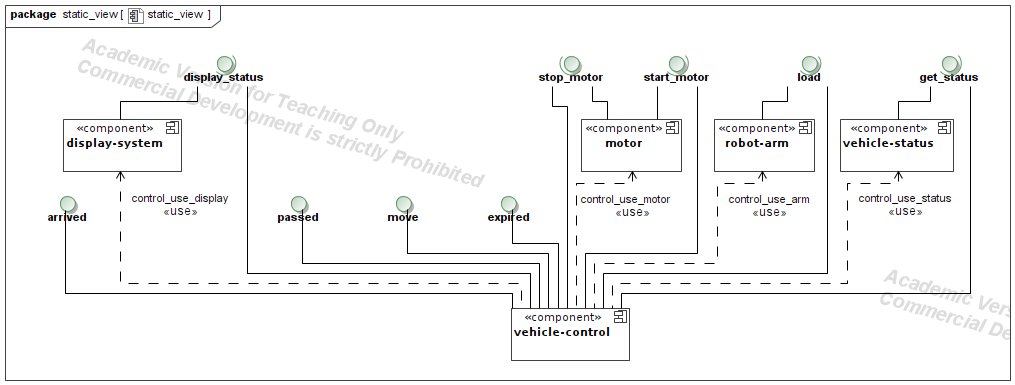 package static_view [ static_view ]
Academic Version for Teaching Only
Commercial Development is strictly Prohibited
display_status
stop_motor
start_motor
load
get_status
«component»
display-system
«component»
motor
«component»
robot-arm
«component»
vehicle-status
control_use_display
«use»
control_use_motor
«use»
control_use_arm
«use»
control_use_status
«use»
arrived
passed
move
expired
Academic Vers
Commercial De
«component»
vehicle-control